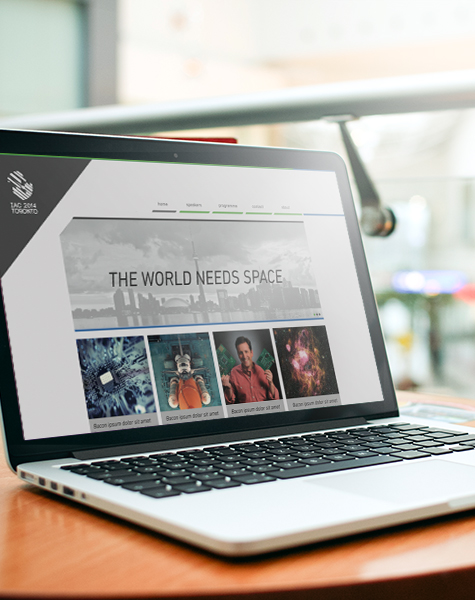 IAC 2014
TORONTO
home speakers programme contact about
THE WORLD NEEDS SPACE
Bacon ipsum dolor sit amet
Bacon ipsum dolor sit amet
Bacon ipsum dolor sit amet
Bacon ipsum dolor sit amet